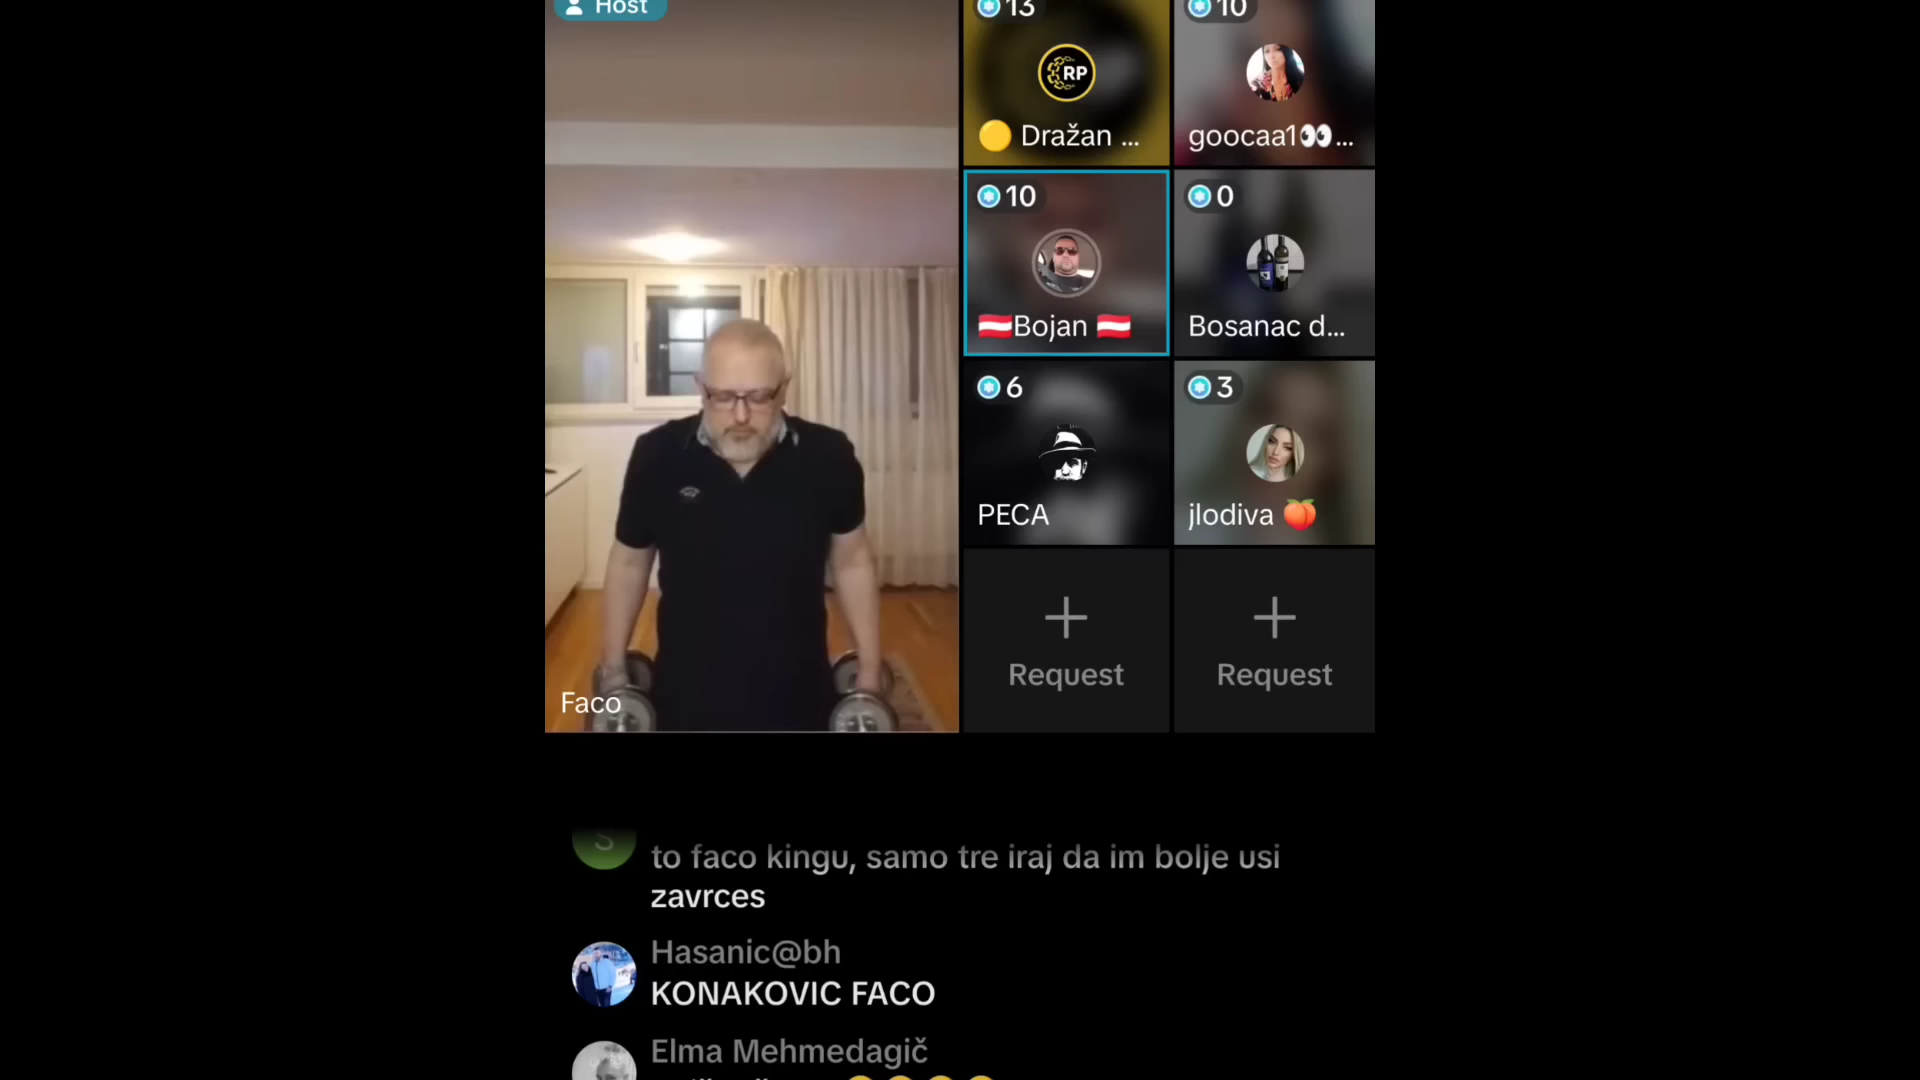 Host
13
10
RP
🟡 Dražan ...
goocaa1👀...
10
0
🇦🇹Bojan 🇦🇹
Bosanac d...
6
3
PECA
jlodiva 🍑
Request
Request
Faco
S
to faco kingu, samo tre iraj da im bolje usi
zavrces
Hasanic@bh
KONAKOVIC FACO
Elma Mehmedagič